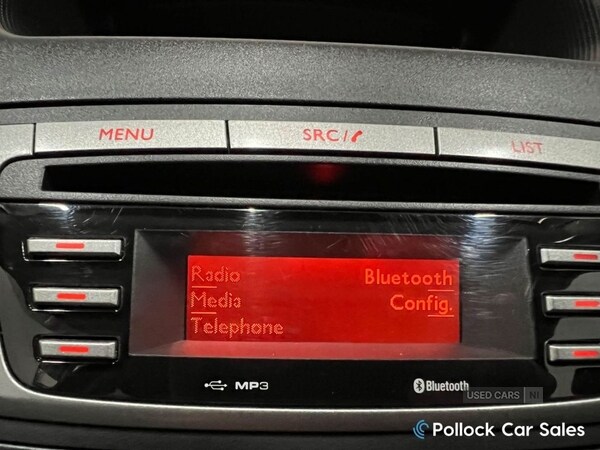 MENU SRC/ LIST
Radio Bluetooth
Media Config.
Telephone
MP3 Bluetooth
USED CARS NI
Pollock Car Sales